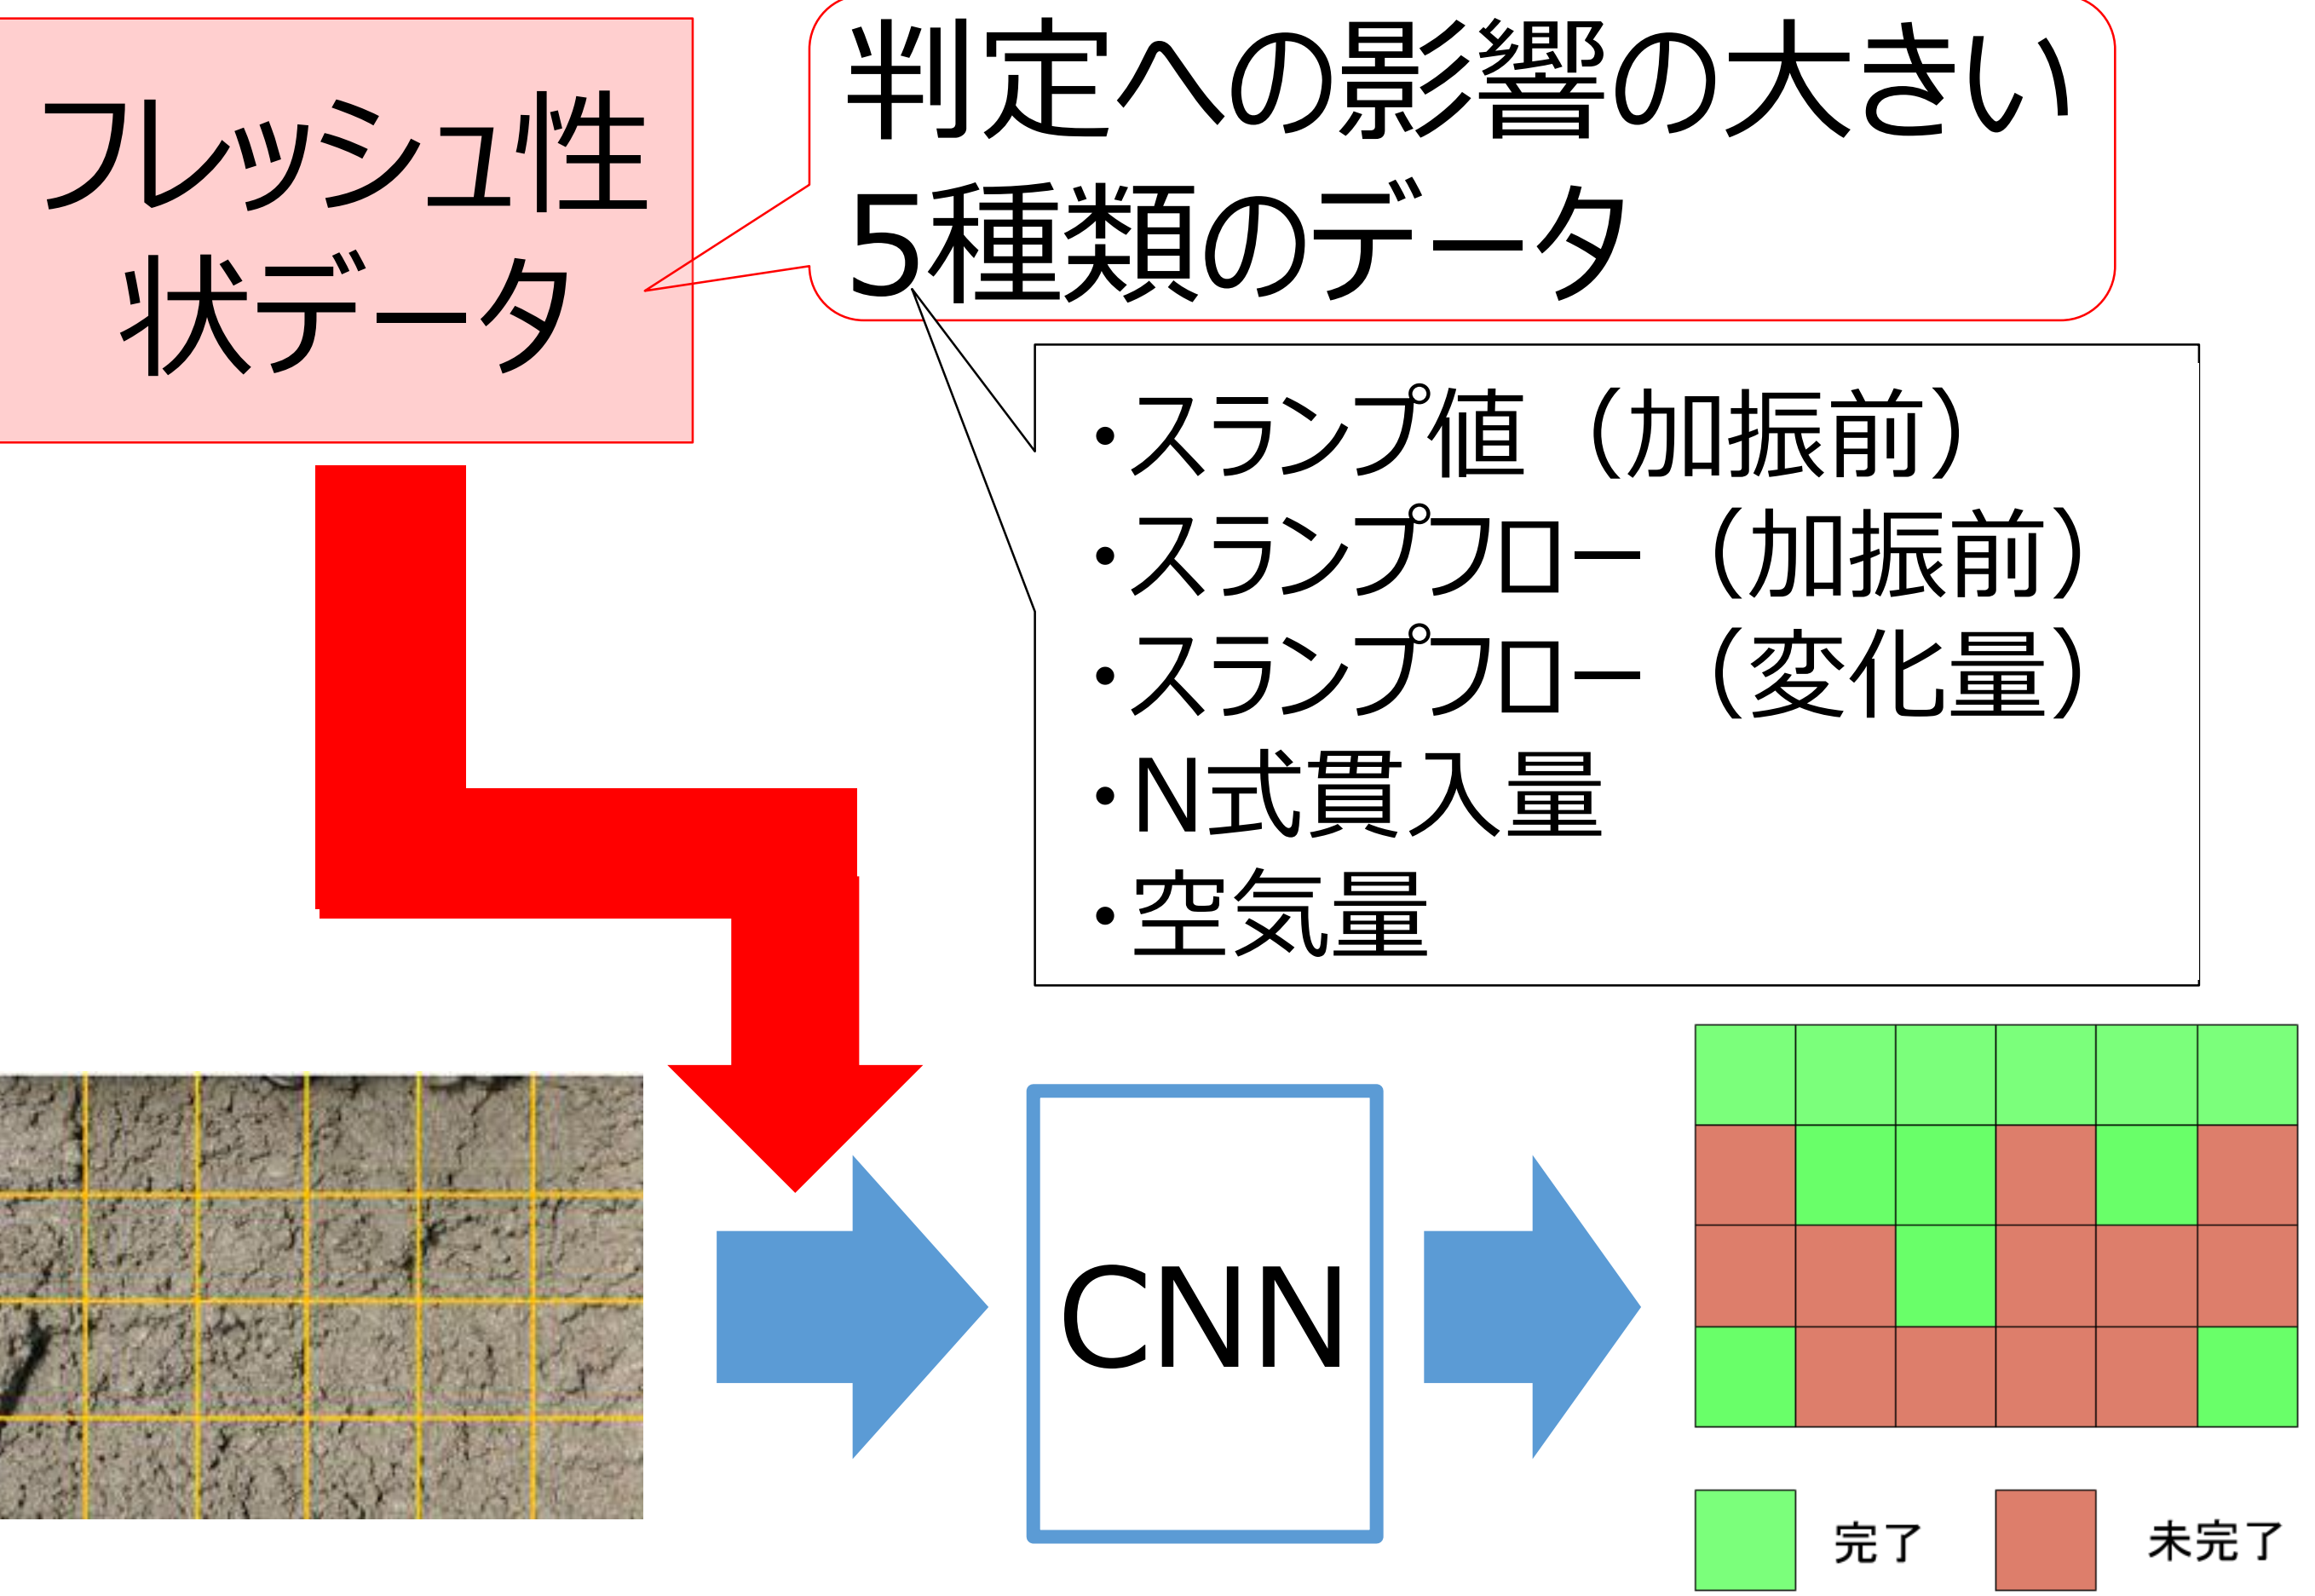 フレッシュ性
状データ
判定への影響の大きい
5種類のデータ
・スランプ値（加振前）
・スランプフロー（加振前）
・スランプフロー（変化量）
・N式貫入量
・空気量
CNN
完了
未完了